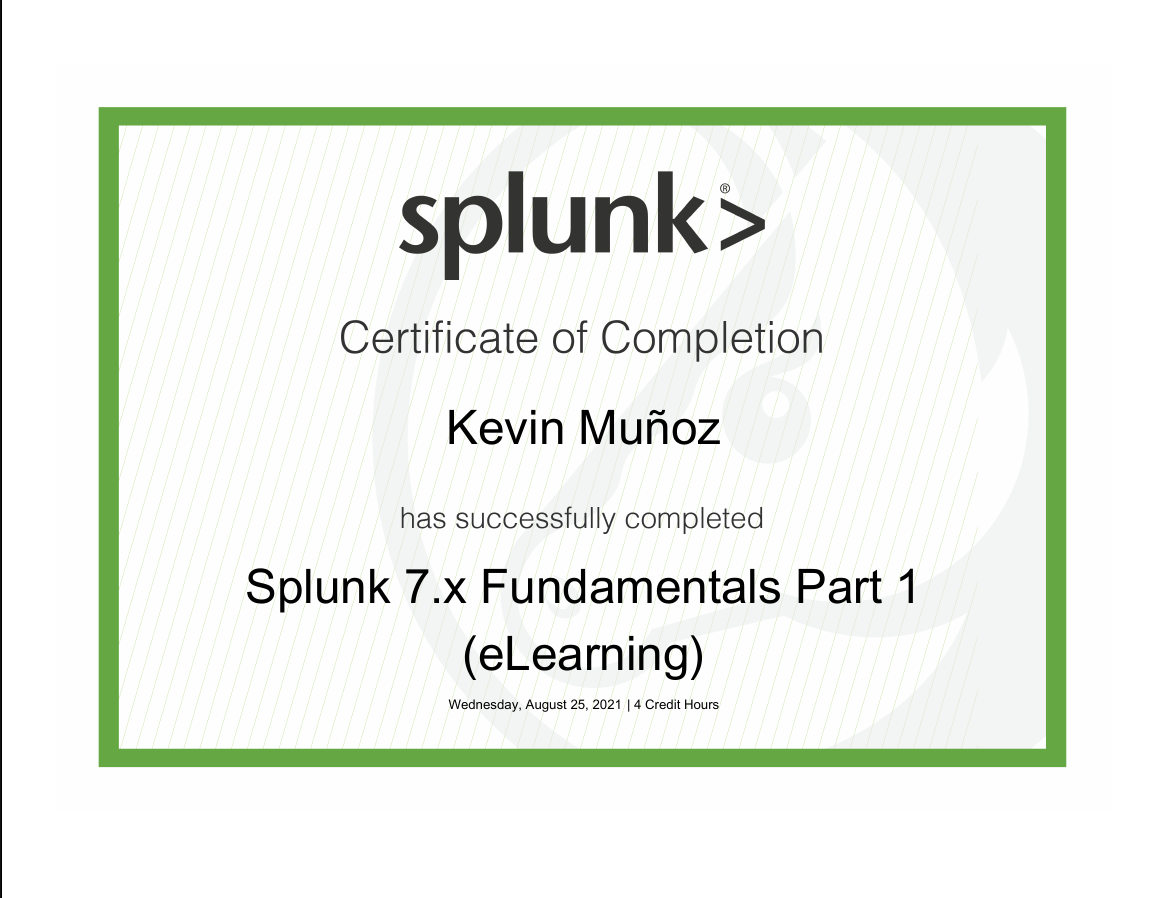 splunk>®
Certificate of Completion
Kevin Muñoz
has successfully completed
Splunk 7.x Fundamentals Part 1
(eLearning)
Wednesday, August 25, 2021 | 4 Credit Hours